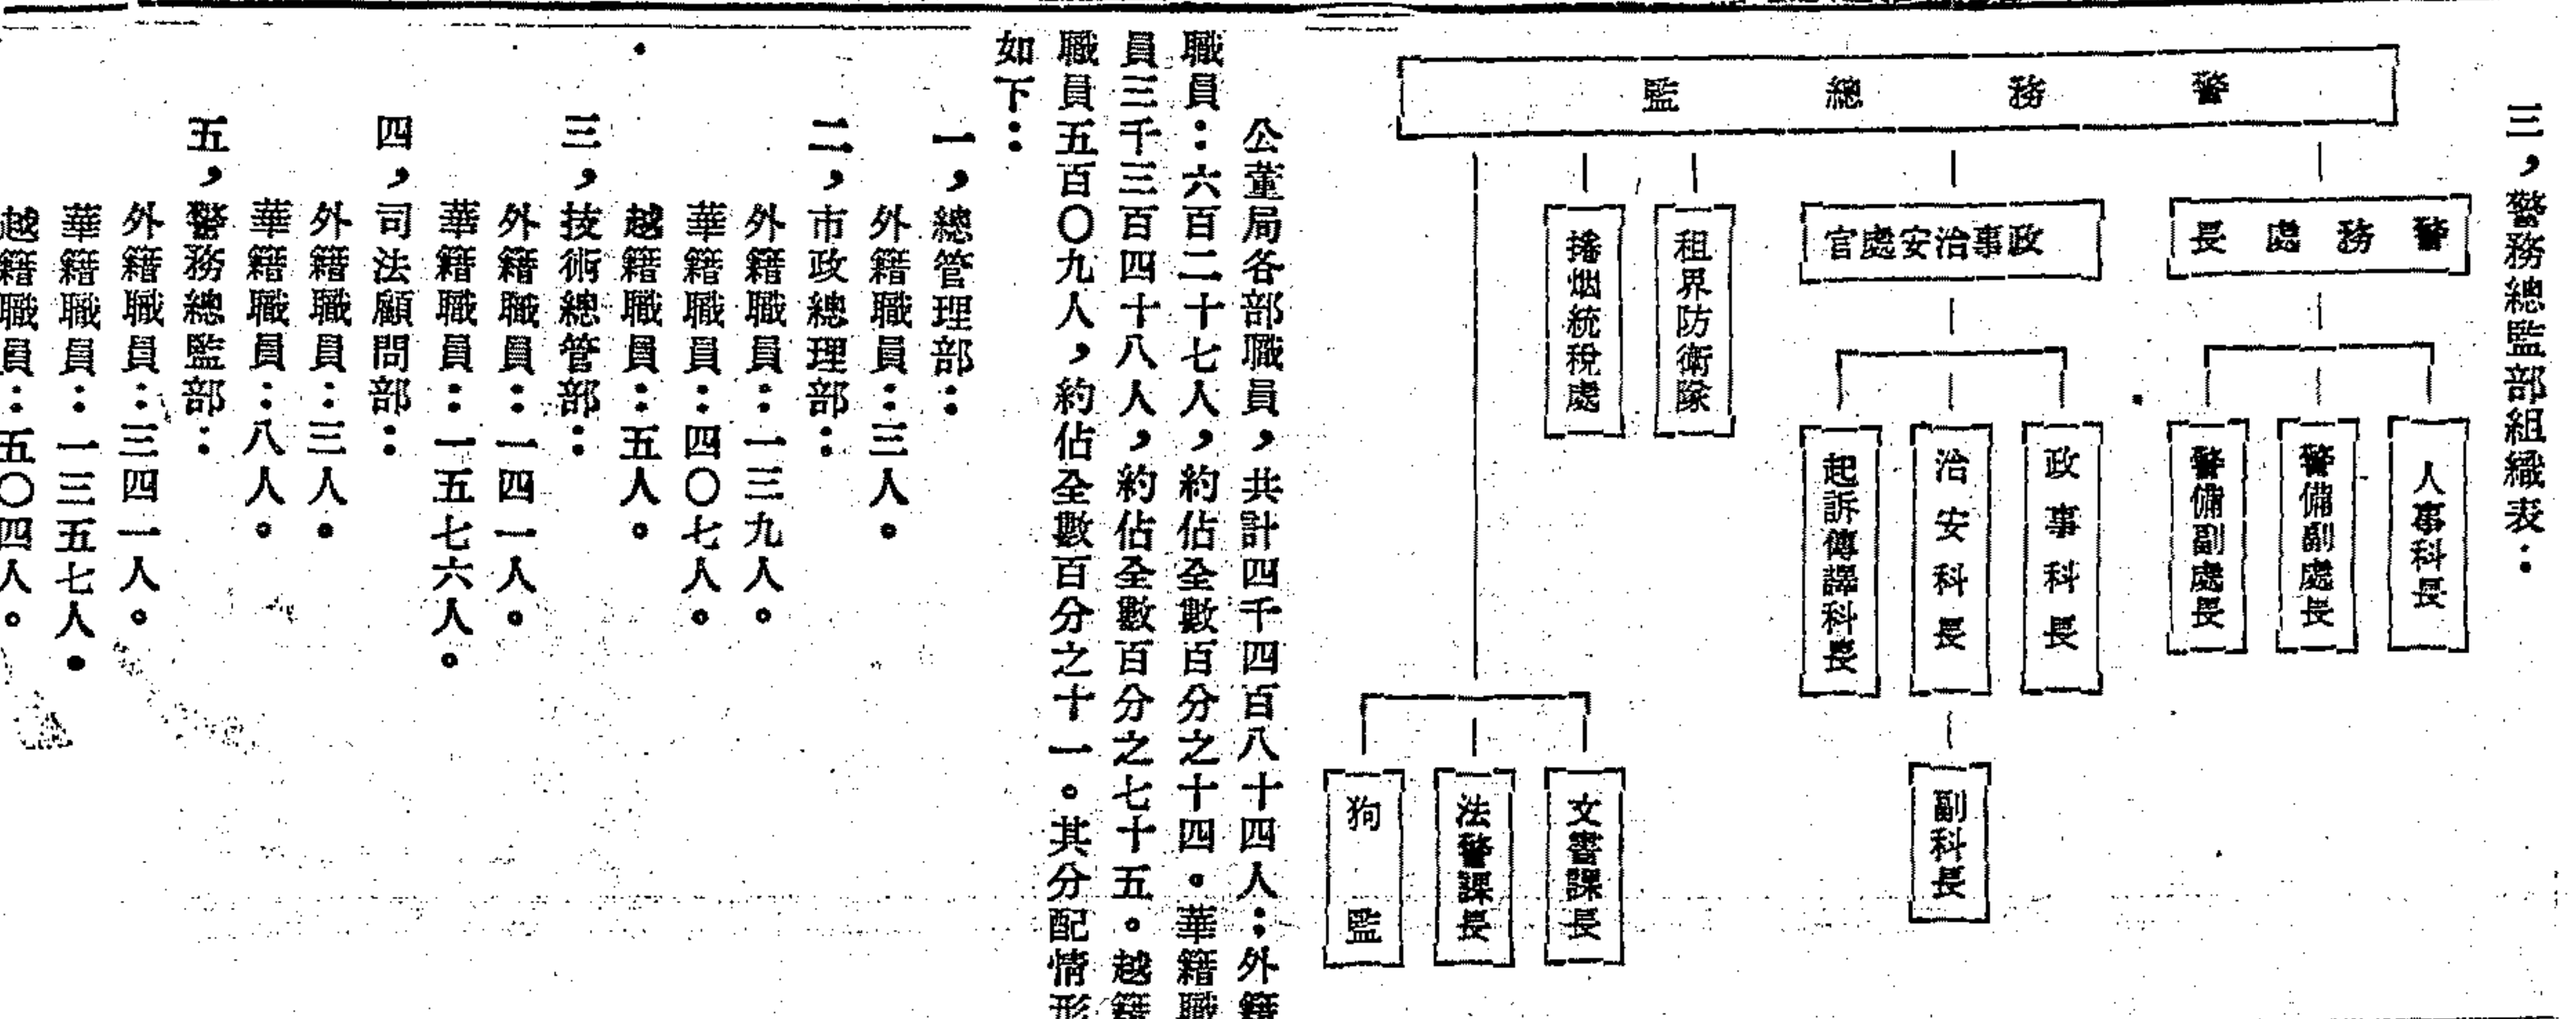 三，警務總監部組織表：
警務總監
警務處長
人事科長
警備副處長
警備副處長
政事治安處官
政事科長
治安科長
副科長
起訴傳譯科長
租界防衛隊
捲烟統稅處
文書課長
法警課長
狗監
公董局各部職員，共計四千四百八十四人；外籍
職員：六百二十七人，約佔全數百分之十四。華籍職
員三千三百四十八人，約佔全數百分之七十五。越籍
職員五百〇九人，約佔全數百分之十一。其分配情形
如下：
一，總管理部：
外籍職員：三人。
二，市政總理部：
外籍職員：一三九人。
華籍職員：四〇七人。
越籍職員：五人。
三，技術總管部：
外籍職員：一四一人。
華籍職員：一五七六人。
四，司法顧問部：
外籍職員：三人。
華籍職員：八人。
五，警務總監部：
外籍職員：三四一人。
華籍職員：一三五七人。
越籍職員：五〇四人。